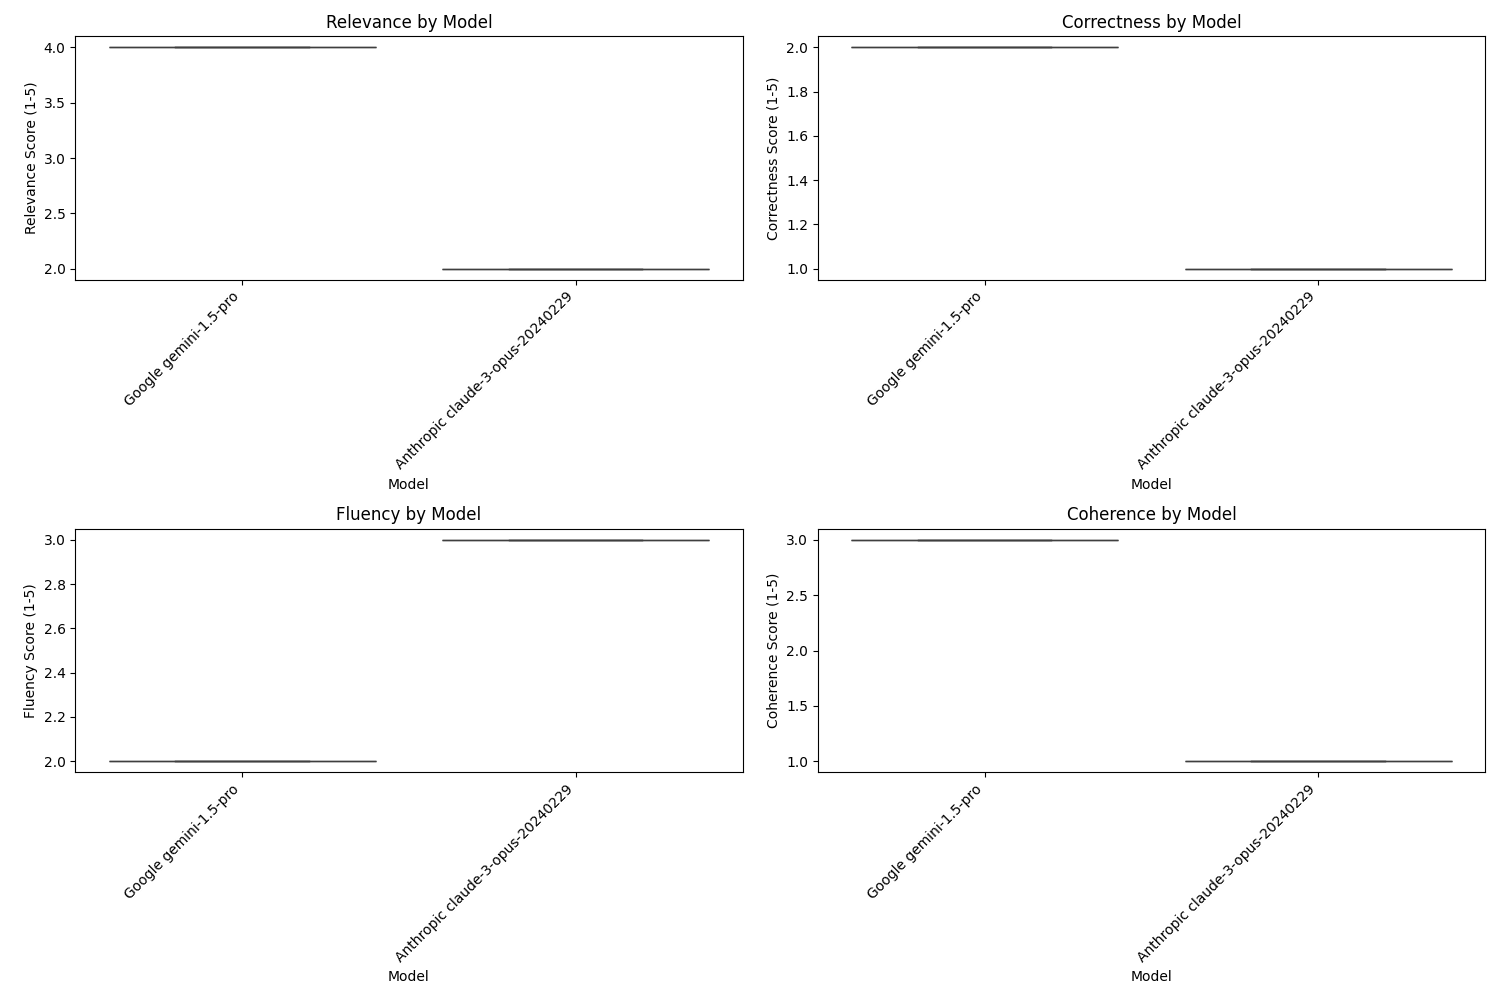 Relevance by Model
4.0
3.5
3.0
2.5
2.0
Relevance Score (1-5)
Google gemini-1.5-pro
Anthropic claude-3-opus-20240229
Model
Correctness by Model
2.0
1.8
1.6
1.4
1.2
1.0
Correctness Score (1-5)
Google gemini-1.5-pro
Anthropic claude-3-opus-20240229
Model
Fluency by Model
3.0
2.8
2.6
2.4
2.2
2.0
Fluency Score (1-5)
Google gemini-1.5-pro
Anthropic claude-3-opus-20240229
Model
Coherence by Model
3.0
2.5
2.0
1.5
1.0
Coherence Score (1-5)
Google gemini-1.5-pro
Anthropic claude-3-opus-20240229
Model